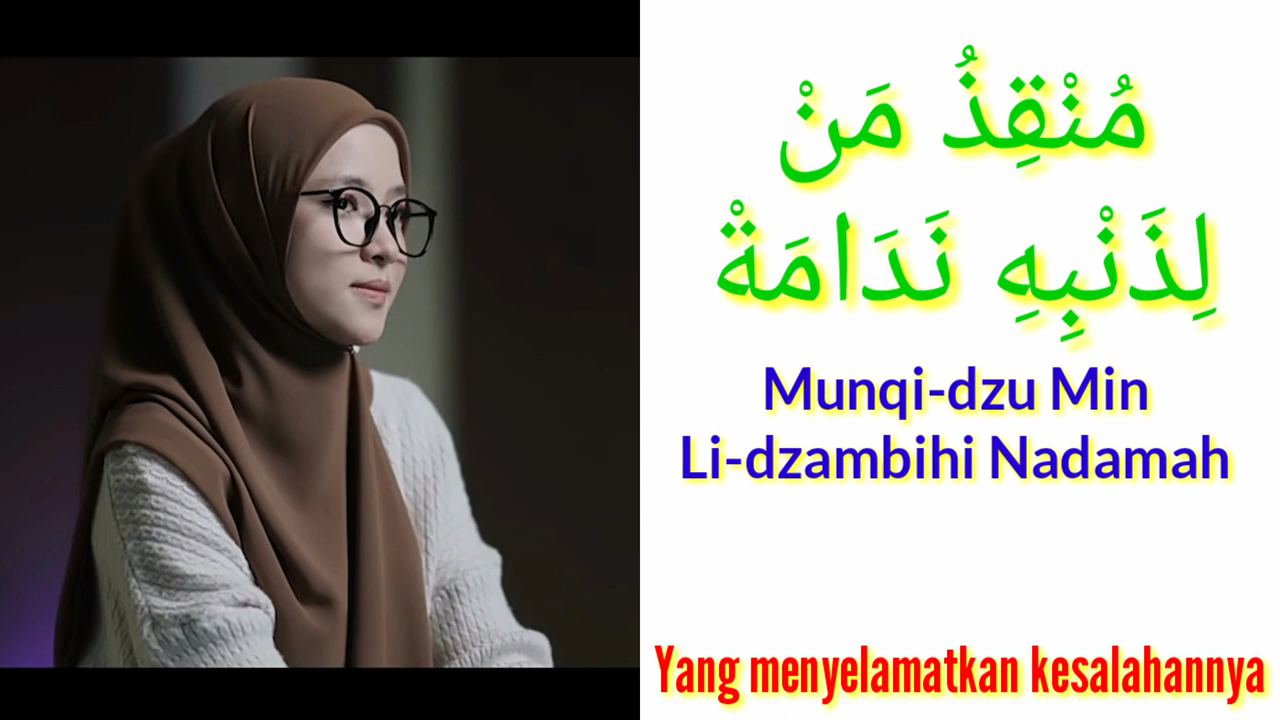 مُنْقِذُ مَنْ
لِذَنْبِهِ نَدَامَةْ
Munqi-dzu Min
Li-dzambihi Nadamah
Yang menyelamatkan kesalahannya